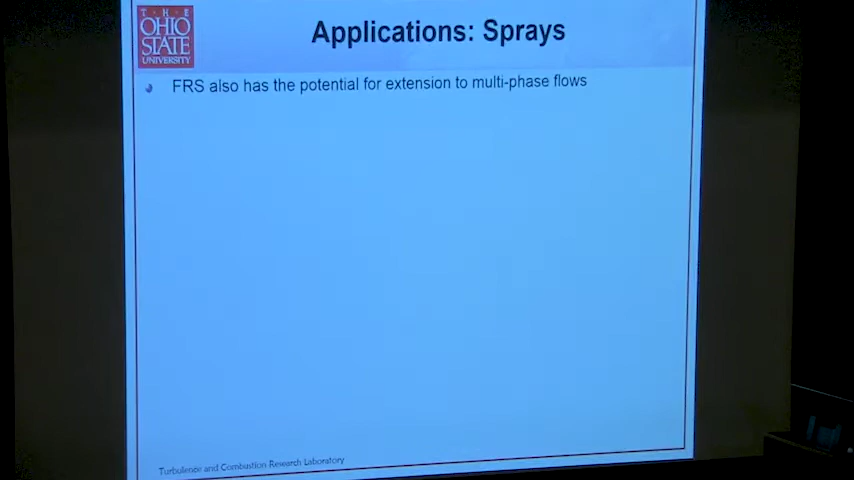 T · H · E
OHIO
STATE
UNIVERSITY
Applications: Sprays
FRS also has the potential for extension to multi-phase flows
Turbulence and Combustion Research Laboratory